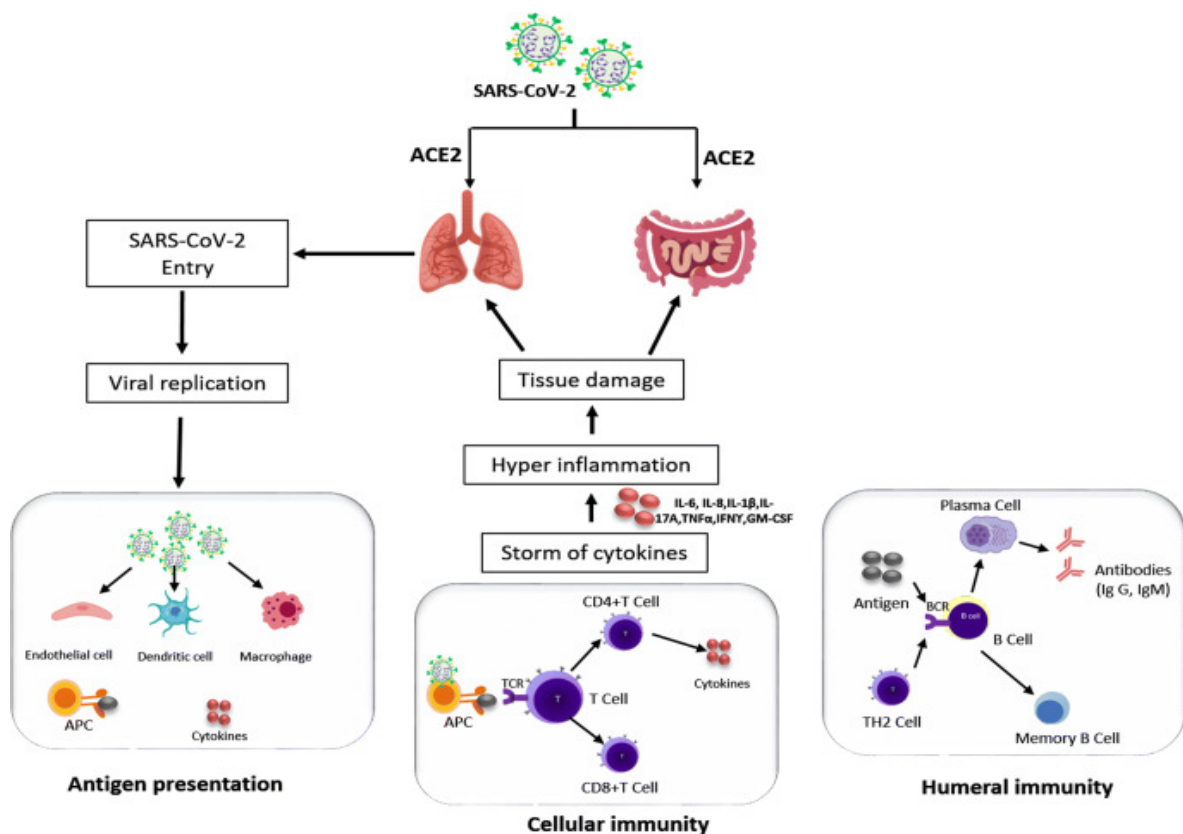 SARS-CoV-2
ACE2
ACE2
SARS-CoV-2
Entry
Viral replication
Tissue damage
Hyper inflammation
IL-6, IL-8,IL-1β,IL-
17A,TNFα,IFNY,GM-CSF
Storm of cytokines
Endothelial cell
Dendritic cell
Macrophage
APC
Cytokines
Antigen presentation
CD4+T Cell
TCR
T
T
T Cell
Cytokines
APC
T
CD8+T Cell
Cellular immunity
Plasma Cell
Antigen
Antibodies
(Ig G, IgM)
BCR
B cell
B Cell
T
TH2 Cell
Memory B Cell
Humeral immunity